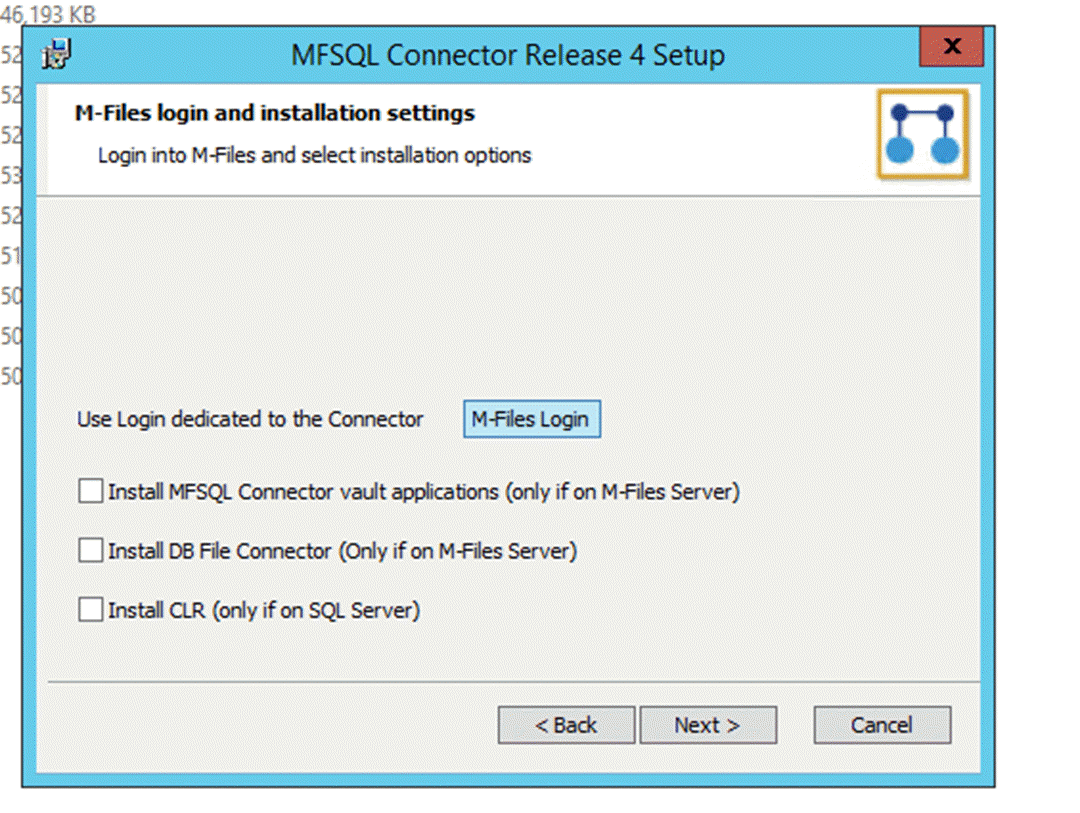 46,193 KB
MFSQL Connector Release 4 Setup
x
52
M-Files login and installation settings
52
Login into M-Files and select installation options
52
53
52
51
50
50
50
Use Login dedicated to the Connector M-Files Login
Install MFSQL Connector vault applications (only if on M-Files Server)
Install DB File Connector (Only if on M-Files Server)
Install CLR (only if on SQL Server)
< Back Next > Cancel